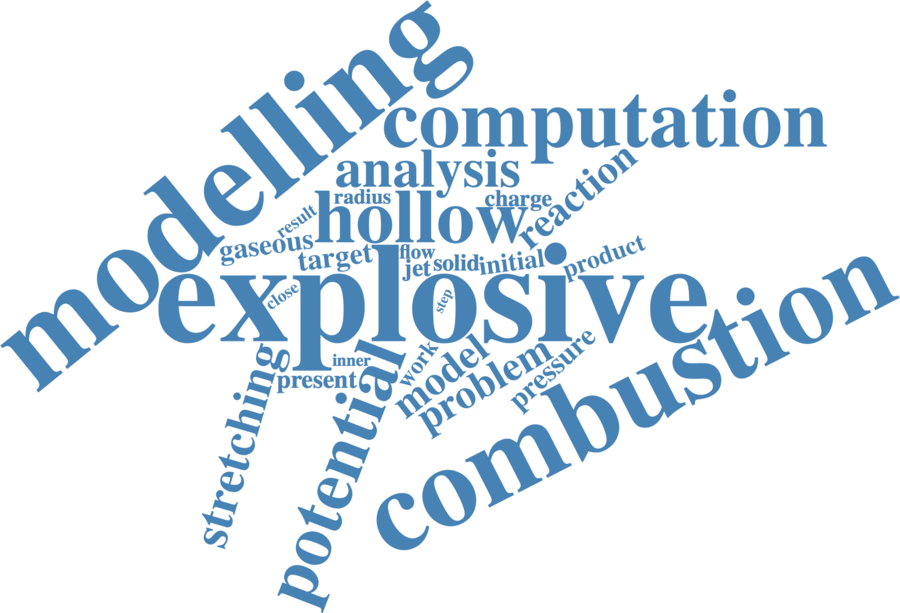 modelling
computation
analysis
reaction
radius
charge
hollow
result
gaseous
target
flow
jet
solid
initial
product
explosive
close
step
combustion
inner
present
work
model
problem
pressure
stretching
potential